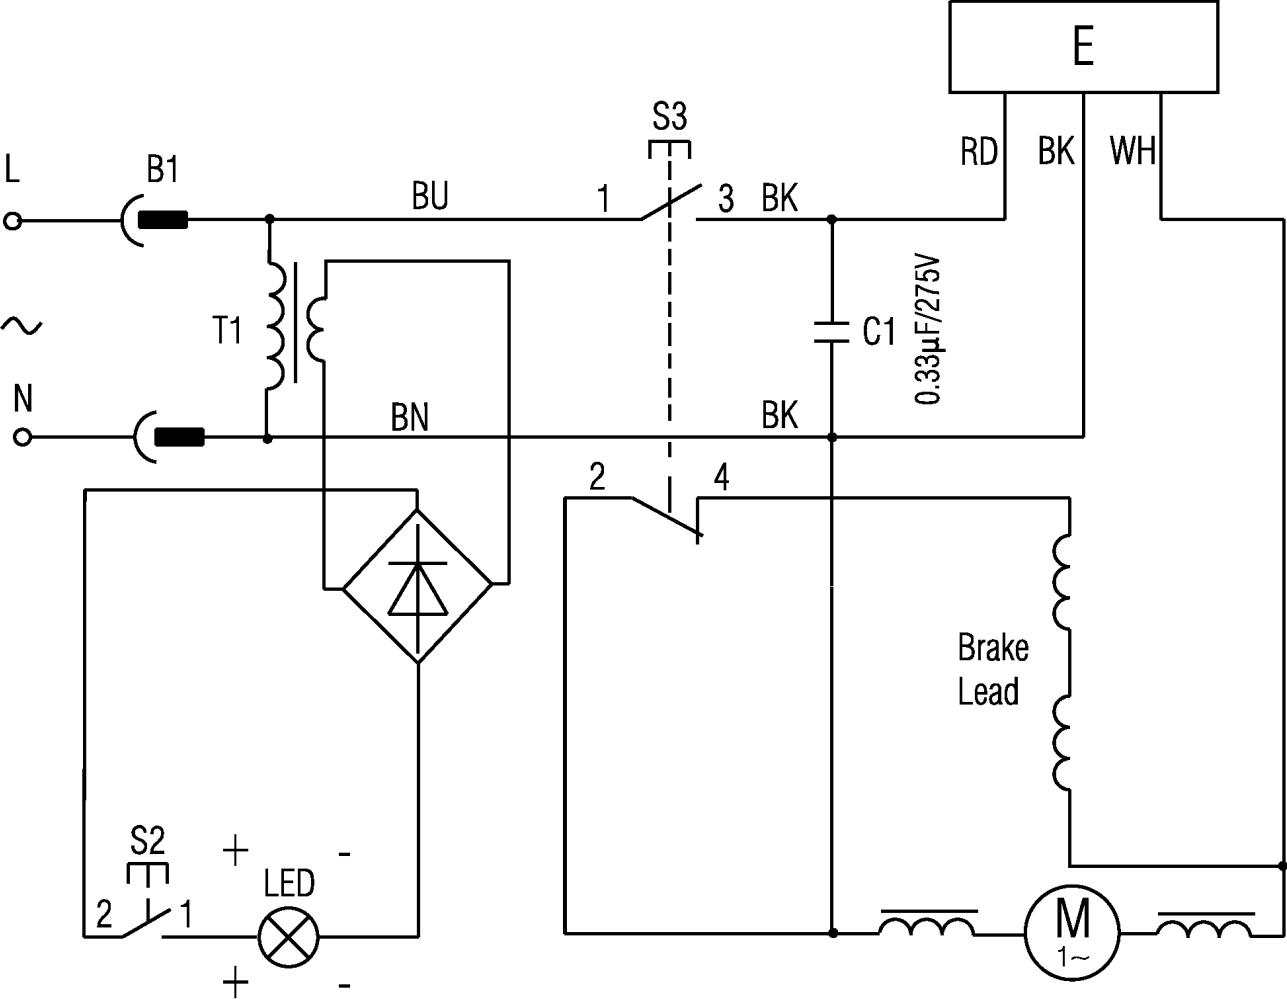 E
S3
RD BK WH
L B1
BU 1 3 BK
T1 C1 0.33µF/275V
N
BN BK
2 4
Brake
Lead
S2 + -
LED
2 1 M
1~
+ -